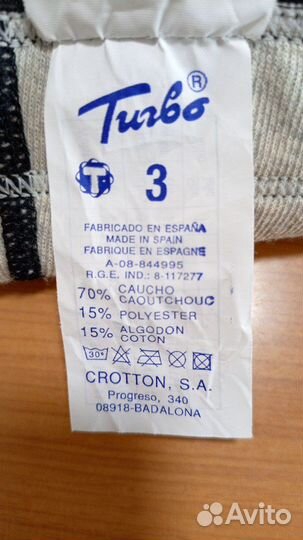 Turbo ®
T 3
FABRICADO EN ESPAÑA
MADE IN SPAIN
FABRIQUE EN ESPAGNE
A-08-844995
R.G.E. IND.: 8-117277
70% CAUCHO
CAOUTCHOUC
15% POLYESTER
15% ALGODON
COTON
30°
CROTTON, S.A.
Progreso, 340
08918-BADALONA
Avito